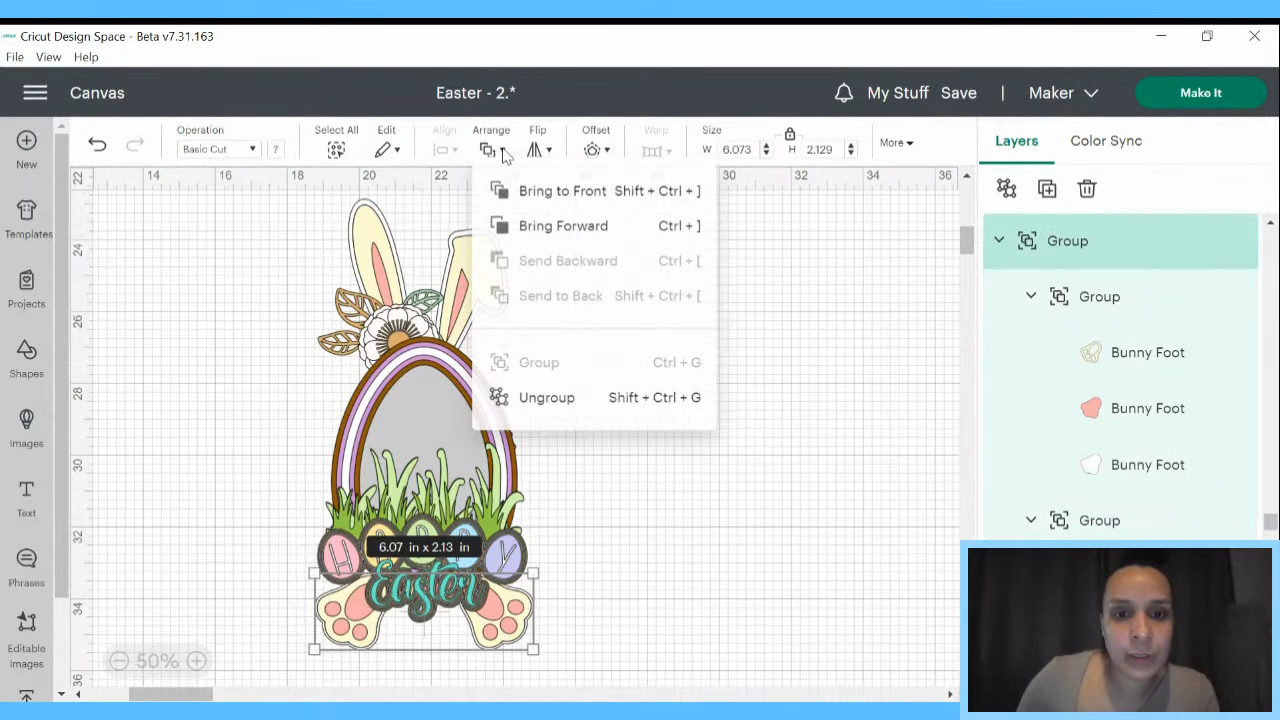 Cricut Design Space - Beta v7.31.163
File View Help
Canvas
Easter - 2.*
My Stuff Save | Maker
Make It
Operation
Basic Cut
?
Select All
Edit
Align
Arrange
Flip
Offset
Warp
Size
W 6.073
H 2.129
More
Layers
Color Sync
New
Templates
Projects
Shapes
Images
Text
Phrases
Editable
Images
22
14
18
20
22
30
32
34
36
24
26
28
30
32
34
36
Bring to Front Shift + Ctrl + ]
Bring Forward Ctrl + ]
Send Backward Ctrl + [
Send to Back Shift + Ctrl + [
Group Ctrl + G
Ungroup Shift + Ctrl + G
H Y
6.07 in x 2.13 in
Easter
50%
Group
Group
Bunny Foot
Bunny Foot
Bunny Foot
Group